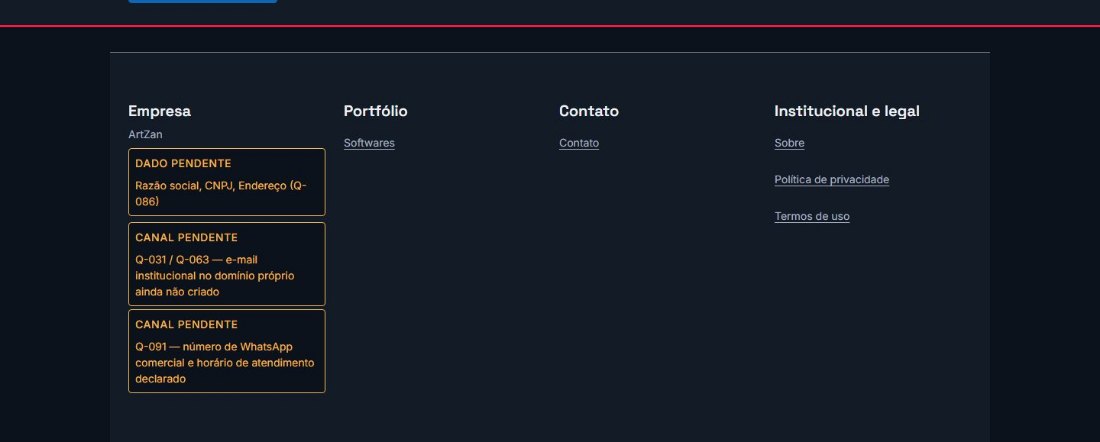 Empresa
ArtZan
DADO PENDENTE
Razão social, CNPJ, Endereço (Q-
086)
CANAL PENDENTE
Q-031 / Q-063 — e-mail
institucional no domínio próprio
ainda não criado
CANAL PENDENTE
Q-091 — número de WhatsApp
comercial e horário de atendimento
declarado
Portfólio
Softwares
Contato
Contato
Institucional e legal
Sobre
Política de privacidade
Termos de uso